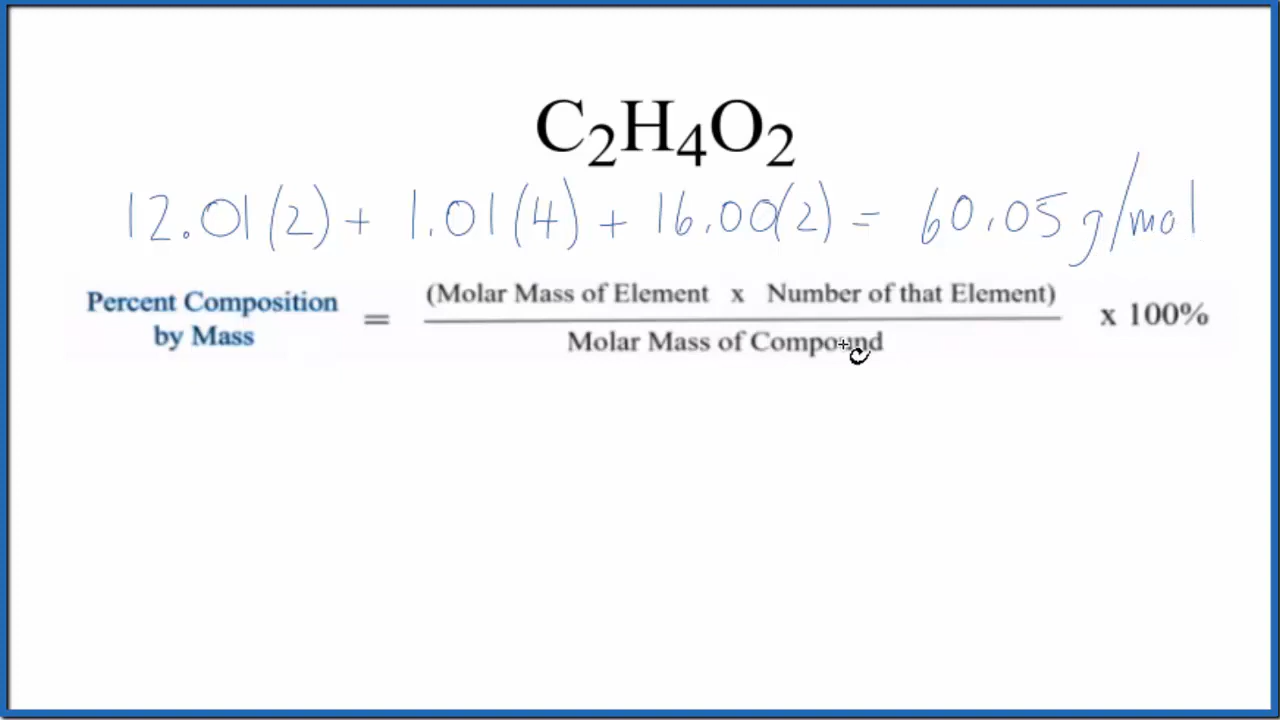 C₂H₄O₂
12.01(2) + 1.01(4) + 16.00(2) = 60.05 g/mol
Percent Composition by Mass = (Molar Mass of Element x Number of that Element) / Molar Mass of Compound x 100%